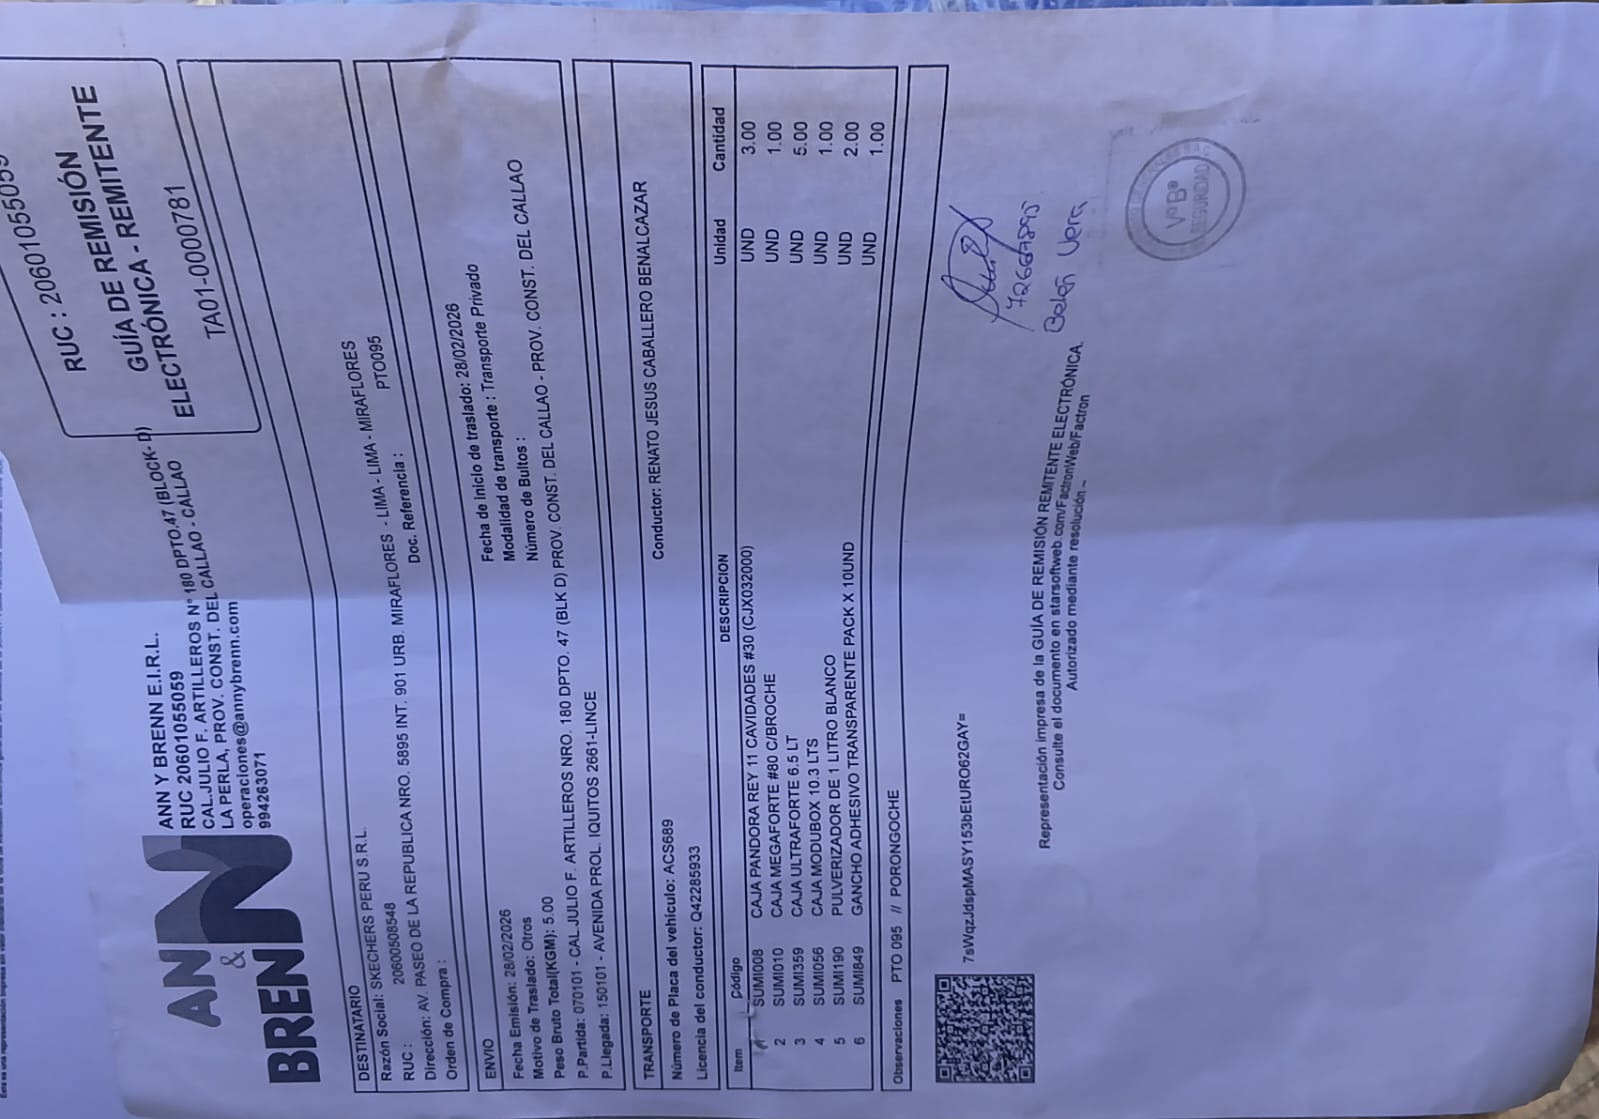 ANN & BRENN
ANN Y BRENN E.I.R.L.
RUC 20601055059
CAL.JULIO F. ARTILLEROS N° 180 DPTO.47 (BLOCK- D)
LA PERLA, PROV. CONST. DEL CALLAO - CALLAO
operaciones@annybrenn.com
994263071
RUC : 20601055059
GUÍA DE REMISIÓN
ELECTRÓNICA - REMITENTE
TA01-00000781
DESTINATARIO
Razón Social: SKECHERS PERU S.R.L.
RUC : 20600508548
Dirección: AV. PASEO DE LA REPUBLICA NRO. 5895 INT. 901 URB. MIRAFLORES - LIMA - LIMA - MIRAFLORES
Orden de Compra : Doc. Referencia : PTO095
ENVIO
Fecha Emisión: 28/02/2026 Fecha de inicio de traslado: 28/02/2026
Motivo de Traslado: Otros Modalidad de transporte : Transporte Privado
Peso Bruto Total(KGM): 5.00 Número de Bultos :
P.Partida: 070101 - CAL.JULIO F. ARTILLEROS NRO. 180 DPTO. 47 (BLK D) PROV. CONST. DEL CALLAO - PROV. CONST. DEL CALLAO
P.Llegada: 150101 - AVENIDA PROL. IQUITOS 2661-LINCE
TRANSPORTE
Número de Placa del vehículo: ACS689 Conductor: RENATO JESUS CABALLERO BENALCAZAR
Licencia del conductor: Q42285933
Item Código DESCRIPCION Unidad Cantidad
SUMI008 CAJA PANDORA REY 11 CAVIDADES #30 (CJX032000) UND 3.00
2 SUMI010 CAJA MEGAFORTE #80 C/BROCHE UND 1.00
3 SUMI359 CAJA ULTRAFORTE 6.5 LT UND 5.00
4 SUMI056 CAJA MODUBOX 10.3 LTS UND 1.00
5 SUMI190 PULVERIZADOR DE 1 LITRO BLANCO UND 2.00
6 SUMI849 GANCHO ADHESIVO TRANSPARENTE PACK X 10UND UND 1.00
Observaciones PTO 095 // PORONGOCHE
7sWqzJdspMASY153bEtURO62GAY=
72667895
Belén Vera
VºBº
SEGURIDAD
Representación impresa de la GUÍA DE REMISIÓN REMITENTE ELECTRÓNICA.
Consulte el documento en starsoftweb.com/FactronWeb/Factron
Autorizado mediante resolución –